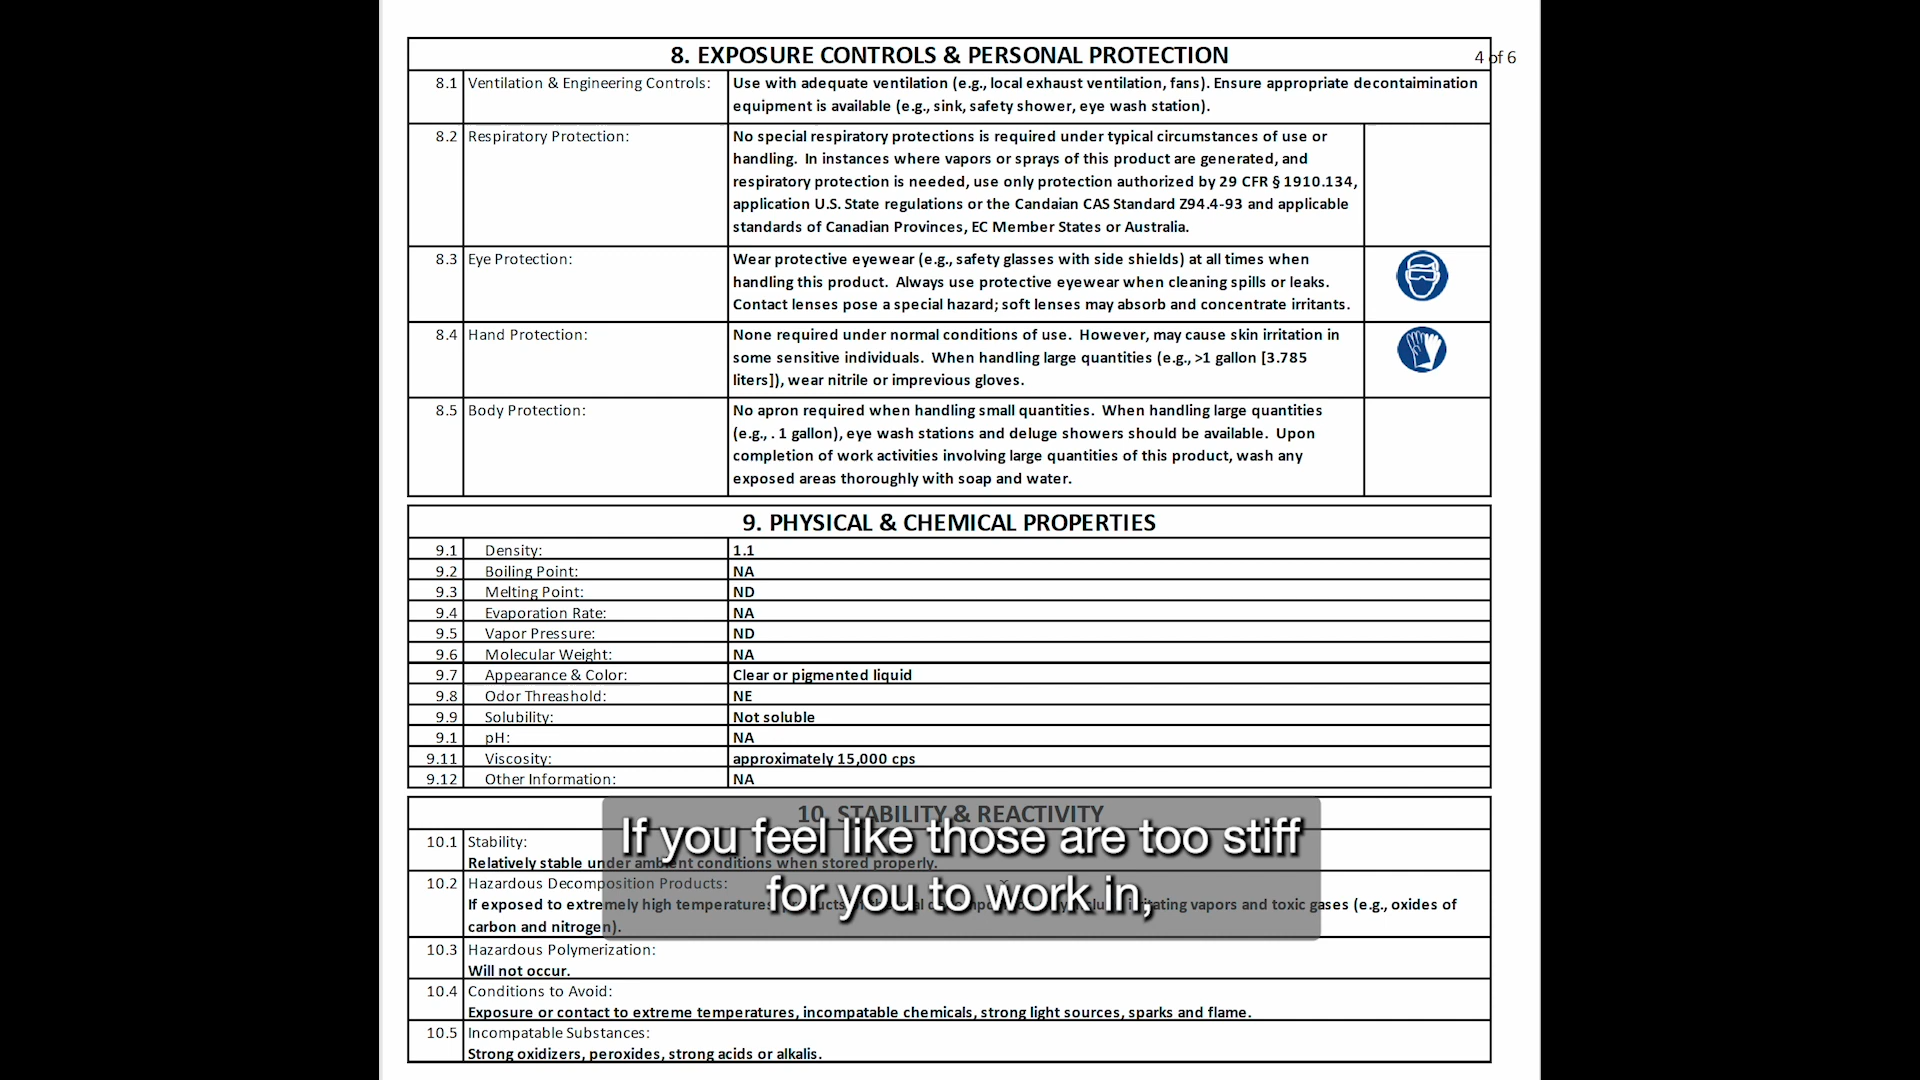 8. EXPOSURE CONTROLS & PERSONAL PROTECTION
4 of 6
8.1 Ventilation & Engineering Controls: Use with adequate ventilation (e.g., local exhaust ventilation, fans). Ensure appropriate decontaimination
equipment is available (e.g., sink, safety shower, eye wash station).
8.2 Respiratory Protection: No special respiratory protections is required under typical circumstances of use or
handling. In instances where vapors or sprays of this product are generated, and
respiratory protection is needed, use only protection authorized by 29 CFR § 1910.134,
application U.S. State regulations or the Candaian CAS Standard Z94.4-93 and applicable
standards of Canadian Provinces, EC Member States or Australia.
8.3 Eye Protection: Wear protective eyewear (e.g., safety glasses with side shields) at all times when
handling this product. Always use protective eyewear when cleaning spills or leaks.
Contact lenses pose a special hazard; soft lenses may absorb and concentrate irritants.
8.4 Hand Protection: None required under normal conditions of use. However, may cause skin irritation in
some sensitive individuals. When handling large quantities (e.g., >1 gallon [3.785
liters]), wear nitrile or imprevious gloves.
8.5 Body Protection: No apron required when handling small quantities. When handling large quantities
(e.g., . 1 gallon), eye wash stations and deluge showers should be available. Upon
completion of work activities involving large quantities of this product, wash any
exposed areas thoroughly with soap and water.
9. PHYSICAL & CHEMICAL PROPERTIES
9.1 Density: 1.1
9.2 Boiling Point: NA
9.3 Melting Point: ND
9.4 Evaporation Rate: NA
9.5 Vapor Pressure: ND
9.6 Molecular Weight: NA
9.7 Appearance & Color: Clear or pigmented liquid
9.8 Odor Threashold: NE
9.9 Solubility: Not soluble
9.1 pH: NA
9.11 Viscosity: approximately 15,000 cps
9.12 Other Information: NA
10. STABILITY & REACTIVITY
10.1 Stability:
Relatively stable under ambient conditions when stored properly.
10.2 Hazardous Decomposition Products:
If exposed to extremely high temperatures, vapors and toxic gases (e.g., oxides of
carbon and nitrogen).
10.3 Hazardous Polymerization:
Will not occur.
10.4 Conditions to Avoid:
Exposure or contact to extreme temperatures, incompatable chemicals, strong light sources, sparks and flame.
10.5 Incompatable Substances:
Strong oxidizers, peroxides, strong acids or alkalis.
If you feel like those are too stiff
for you to work in,